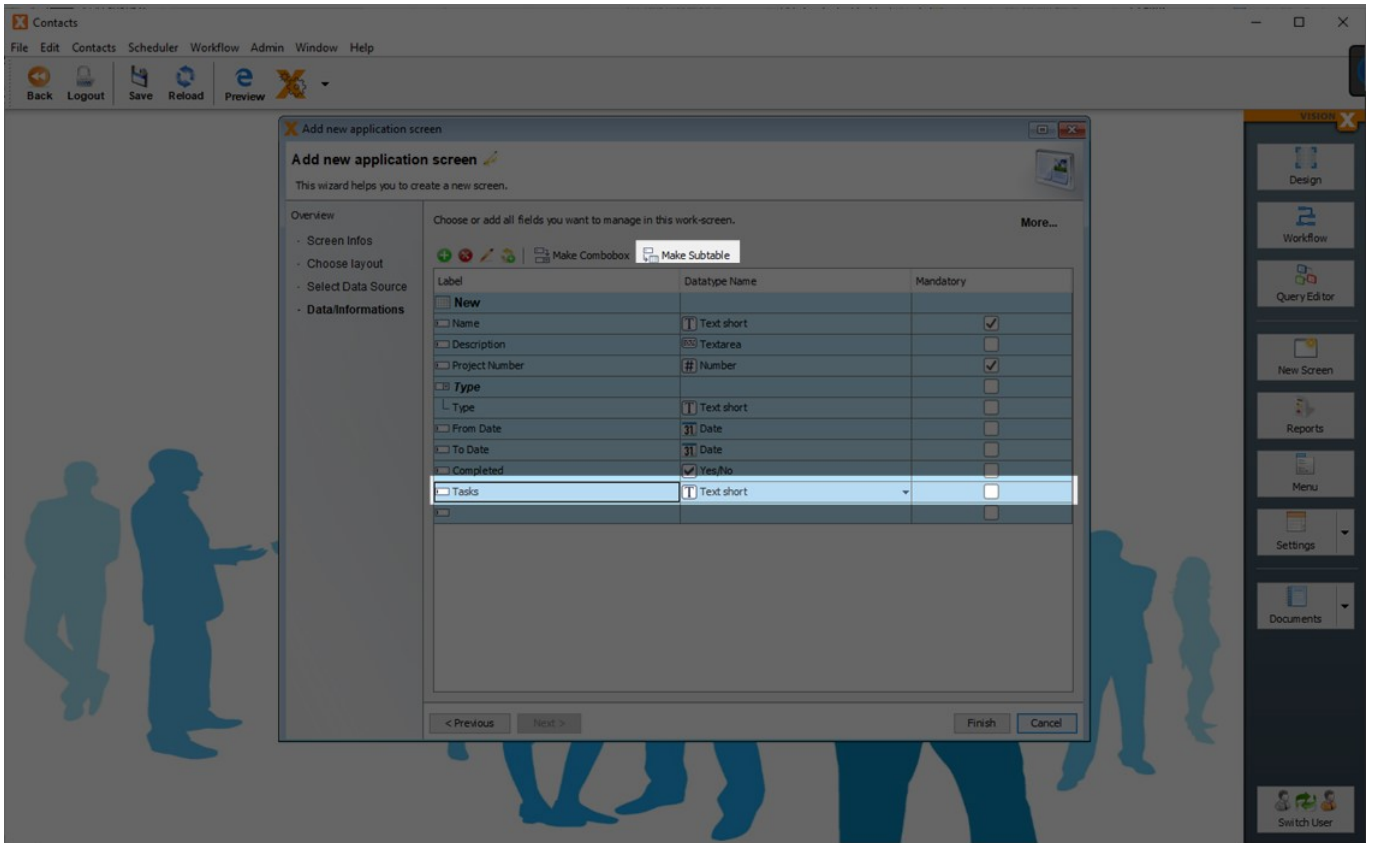 Contacts
File Edit Contacts Scheduler Workflow Admin Window Help
Back Logout Save Reload Preview
VISION X
Add new application screen
Add new application screen
This wizard helps you to create a new screen.
Overview
· Screen Infos
· Choose layout
· Select Data Source
· Data/Informations
Choose or add all fields you want to manage in this work-screen.
More...
Make Combobox Make Subtable
Label Datatype Name Mandatory
New
Name Text short
Description Textarea
Project Number Number
Type
Type Text short
From Date 31 Date
To Date 31 Date
Completed Yes/No
Tasks Text short
< Previous Next > Finish Cancel
Design
Workflow
Query Editor
New Screen
Reports
Menu
Settings
Documents
Switch User